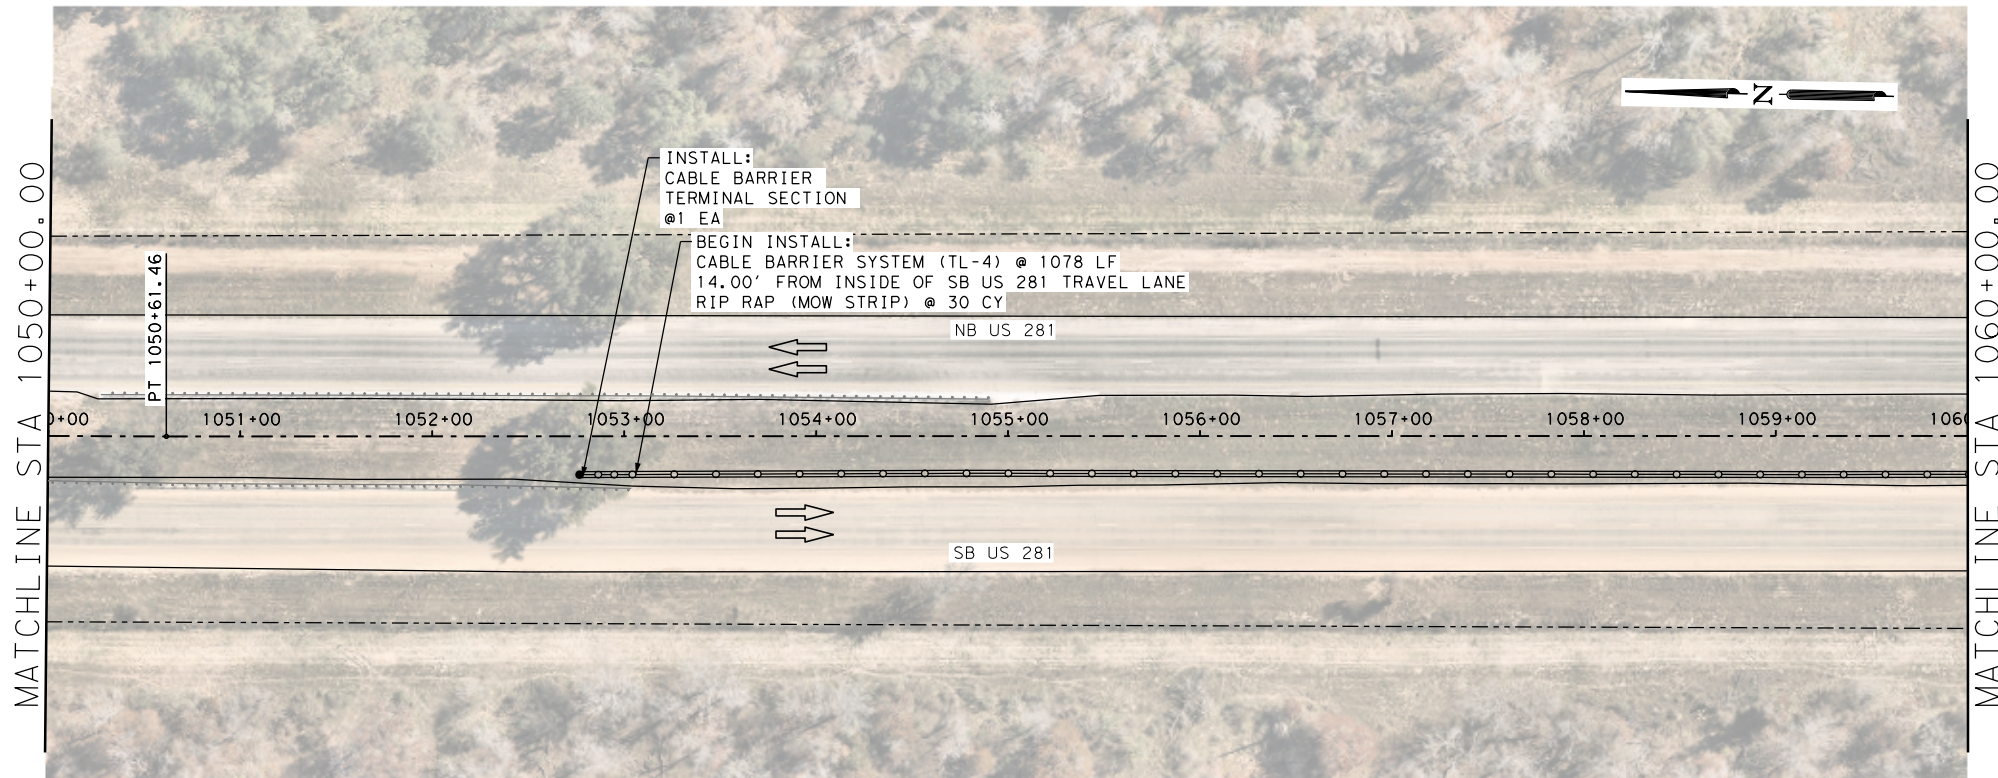 MATCHLINE STA 1050+00.00
MATCHLINE STA 1060+00.00
N
INSTALL:
CABLE BARRIER
TERMINAL SECTION
@1 EA
BEGIN INSTALL:
CABLE BARRIER SYSTEM (TL-4) @ 1078 LF
14.00' FROM INSIDE OF SB US 281 TRAVEL LANE
RIP RAP (MOW STRIP) @ 30 CY
PT 1050+61.46
NB US 281
0+00 1051+00 1052+00 1053+00 1054+00 1055+00 1056+00 1057+00 1058+00 1059+00 106
SB US 281